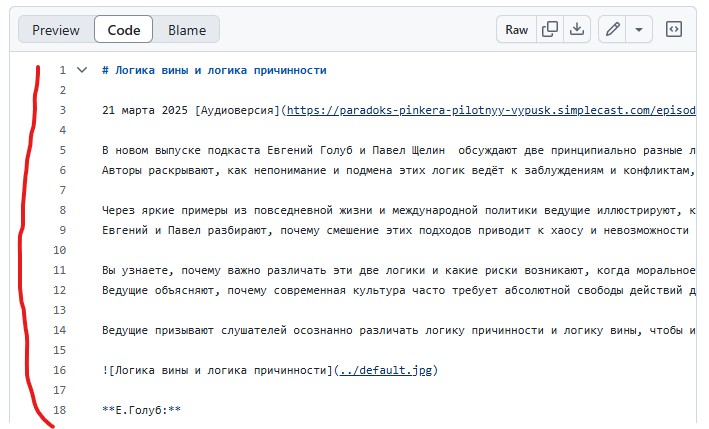 Preview Code Blame Raw
1 # Логика вины и логика причинности
2
3 21 марта 2025 [Аудиоверсия](https://paradoks-pinkera-pilotnyy-vypusk.simplecast.com/episod
4
5 В новом выпуске подкаста Евгений Голуб и Павел Щелин обсуждают две принципиально разные л
6 Авторы раскрывают, как непонимание и подмена этих логик ведёт к заблуждениям и конфликтам,
7
8 Через яркие примеры из повседневной жизни и международной политики ведущие иллюстрируют, к
9 Евгений и Павел разбирают, почему смешение этих подходов приводит к хаосу и невозможности
10
11 Вы узнаете, почему важно различать эти две логики и какие риски возникают, когда моральное
12 Ведущие объясняют, почему современная культура часто требует абсолютной свободы действий д
13
14 Ведущие призывают слушателей осознанно различать логику причинности и логику вины, чтобы и
15
16 ![Логика вины и логика причинности](../default.jpg)
17
18 **Е.Голуб:**